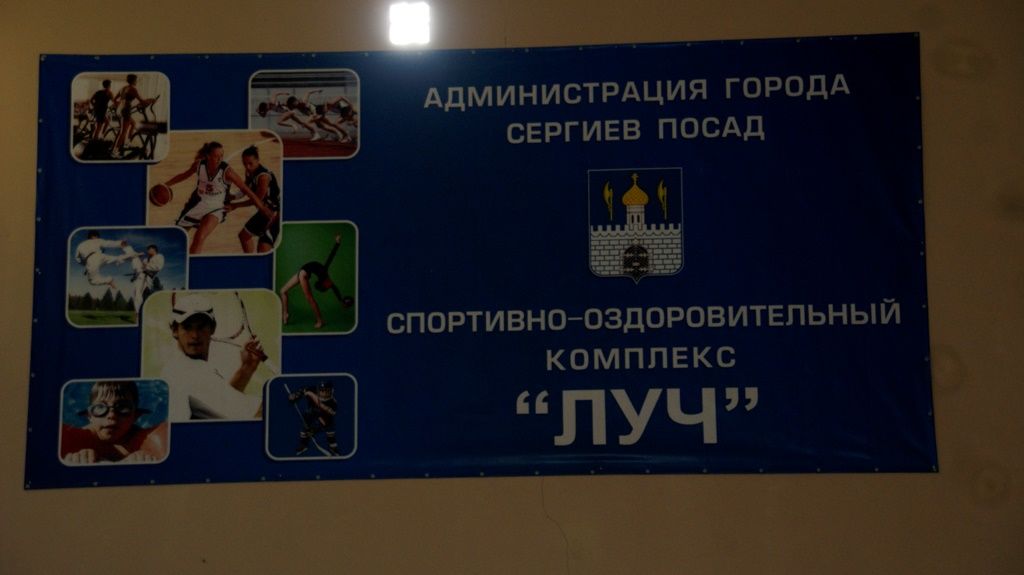 АДМИНИСТРАЦИЯ ГОРОДА
СЕРГИЕВ ПОСАД
СПОРТИВНО-ОЗДОРОВИТЕЛЬНЫЙ
КОМПЛЕКС
“ЛУЧ”